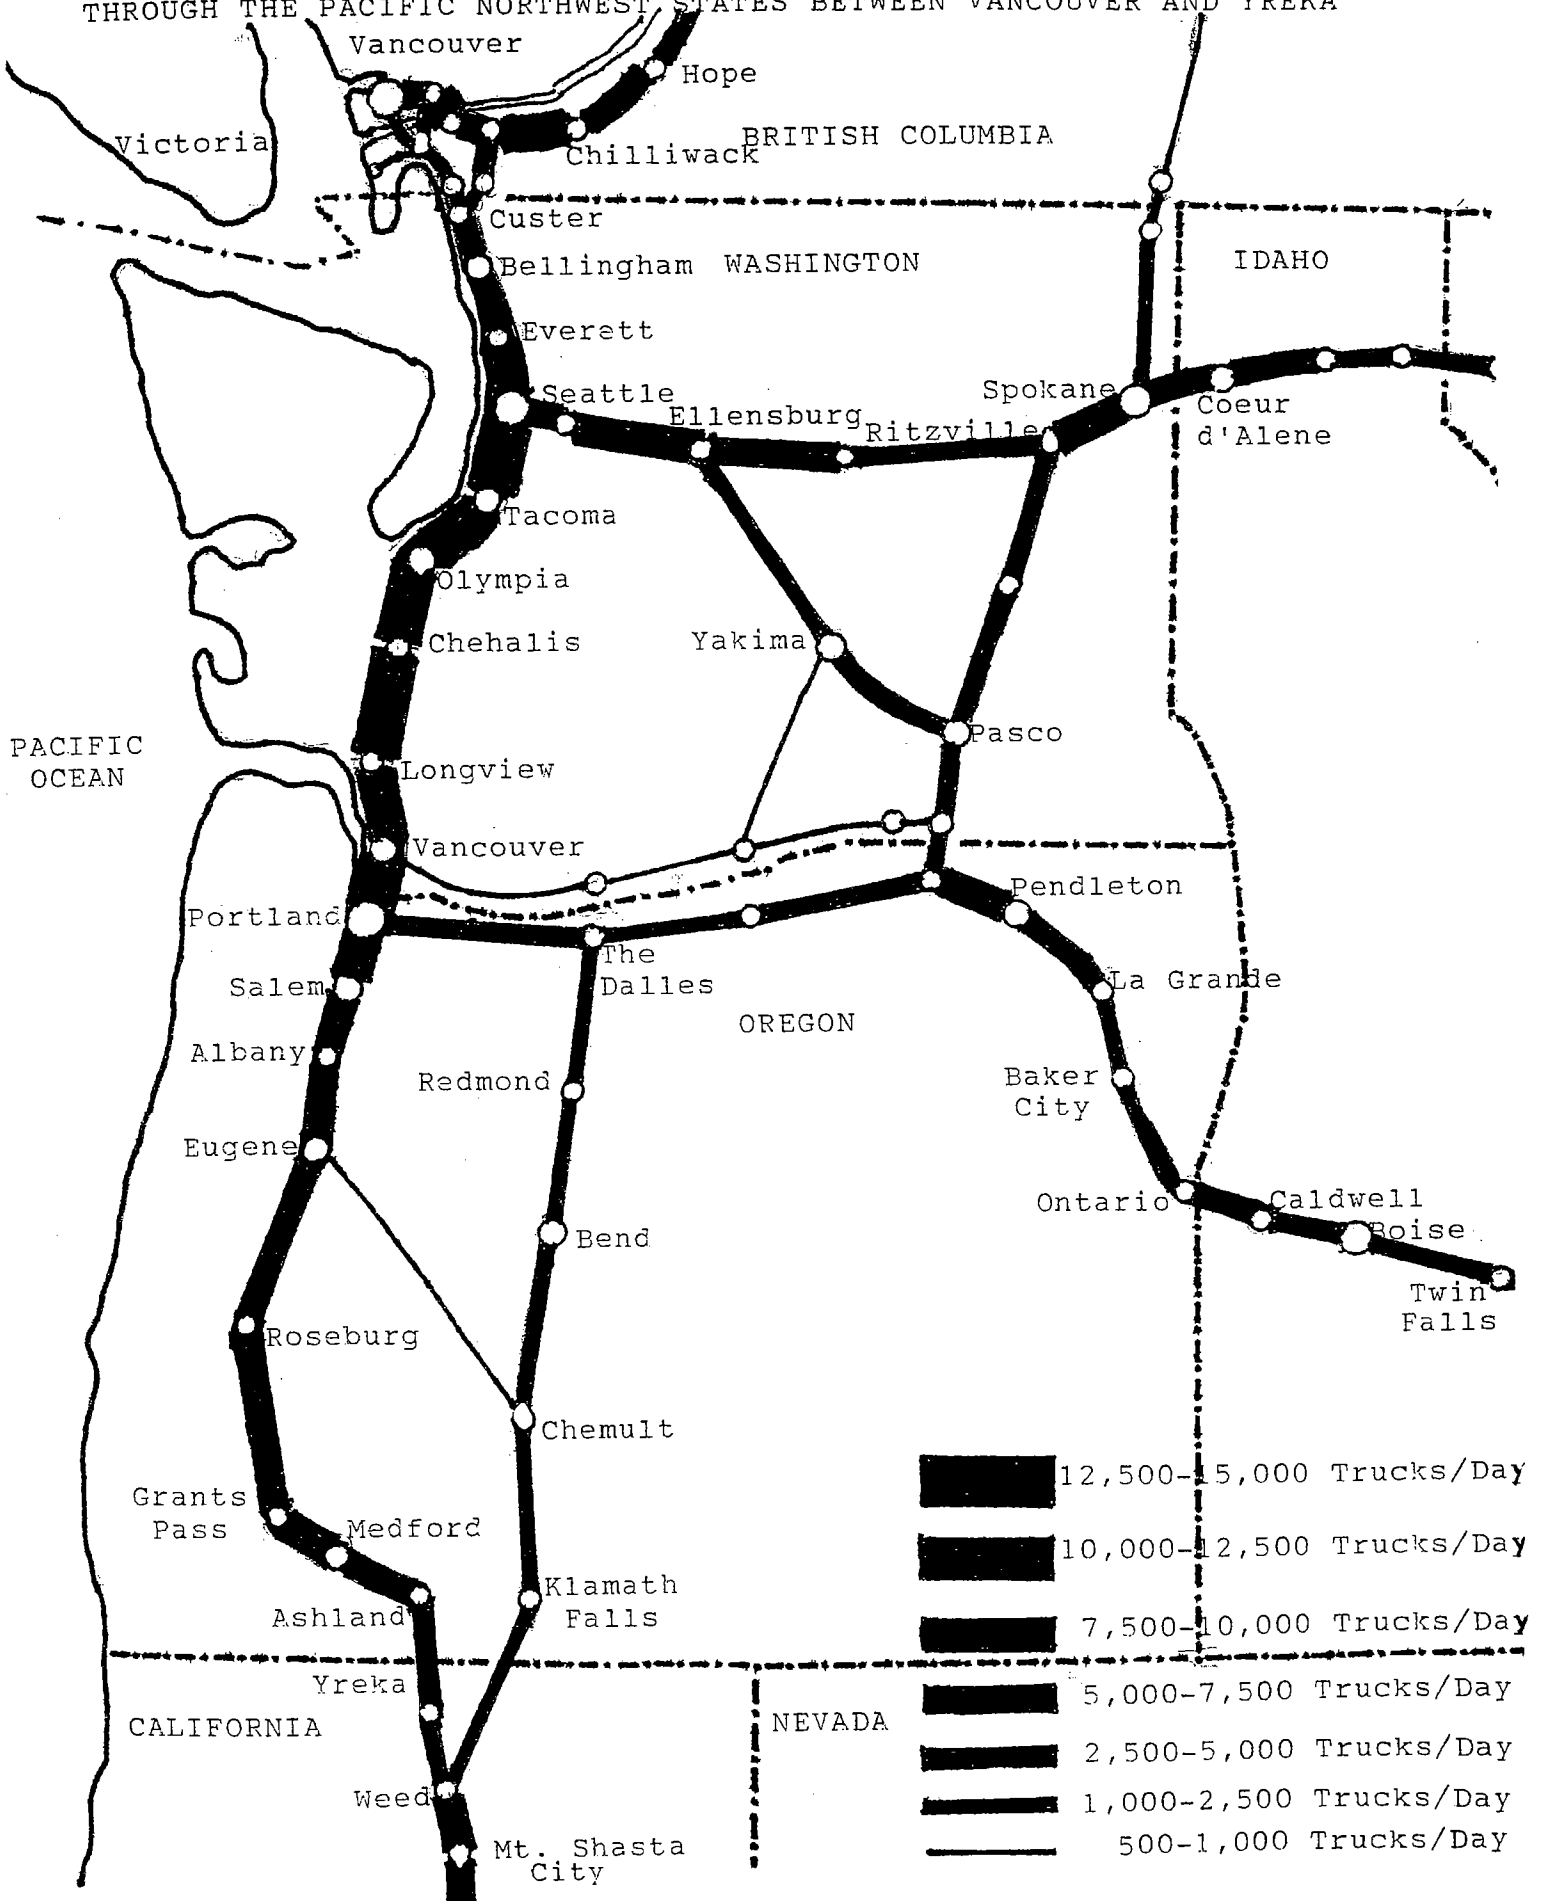 THROUGH THE PACIFIC NORTHWEST STATES BETWEEN VANCOUVER AND YREKA
Vancouver
Hope
Victoria
BRITISH COLUMBIA
Chilliwack
Custer
Bellingham
WASHINGTON
IDAHO
Everett
Seattle
Spokane
Ellensburg
Ritzville
Coeur
d'Alene
Tacoma
Olympia
Chehalis
Yakima
Pasco
PACIFIC
OCEAN
Longview
Vancouver
Pendleton
Portland
The
Dalles
La Grande
Salem
OREGON
Albany
Redmond
Baker
City
Eugene
Ontario
Caldwell
Boise
Bend
Twin
Falls
Roseburg
Chemult
12,500-15,000 Trucks/Day
Grants
Pass
Medford
10,000-12,500 Trucks/Day
Klamath
Falls
Ashland
7,500-10,000 Trucks/Day
Yreka
5,000-7,500 Trucks/Day
CALIFORNIA
NEVADA
2,500-5,000 Trucks/Day
Weed
1,000-2,500 Trucks/Day
500-1,000 Trucks/Day
Mt. Shasta
City